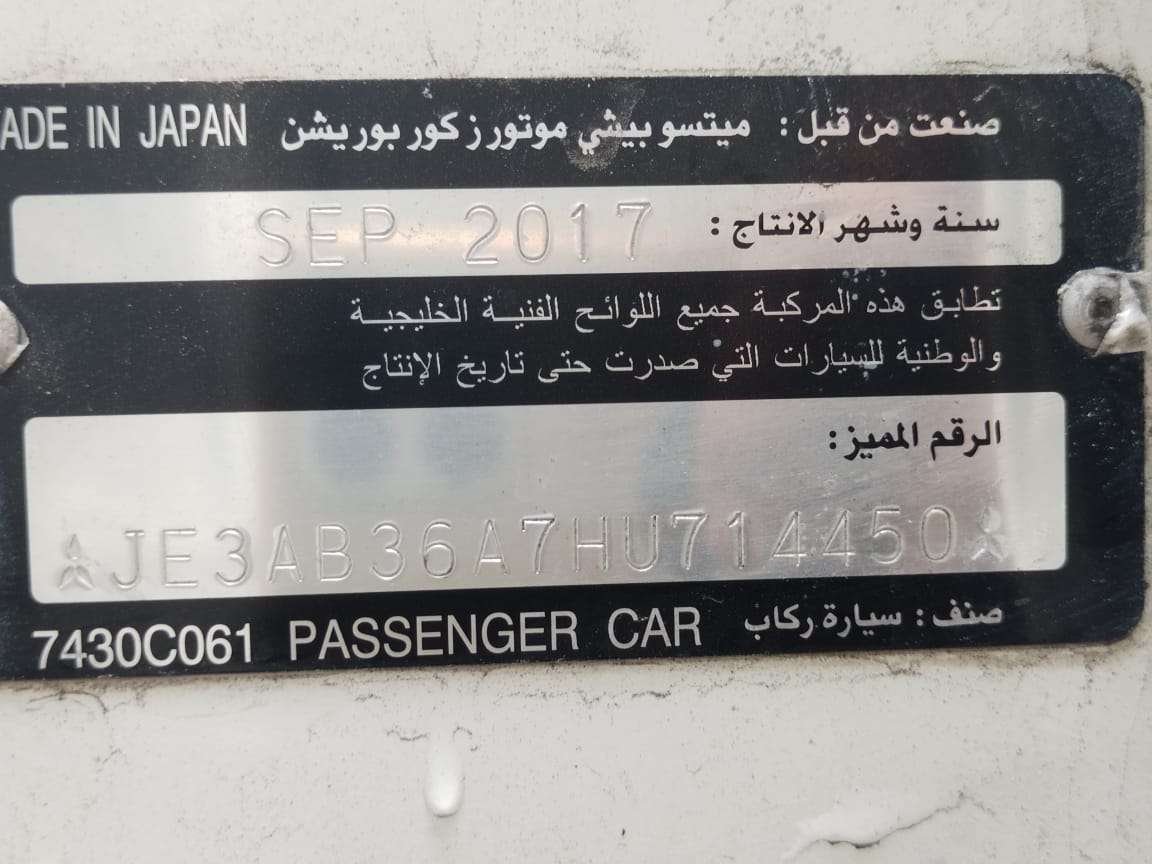 صنعت من قبل: ميتسوبيشي موتورز كوربوريشن ADE IN JAPAN
سنة وشهر الانتاج: SEP 2017
تطابق هذه المركبة جميع اللوائح الفنية الخليجية
والوطنية للسيارات التي صدرت حتى تاريخ الإنتاج
الرقم المميز:
JE3AB36A7HU714450
صنف: سيارة ركاب 7430C061 PASSENGER CAR